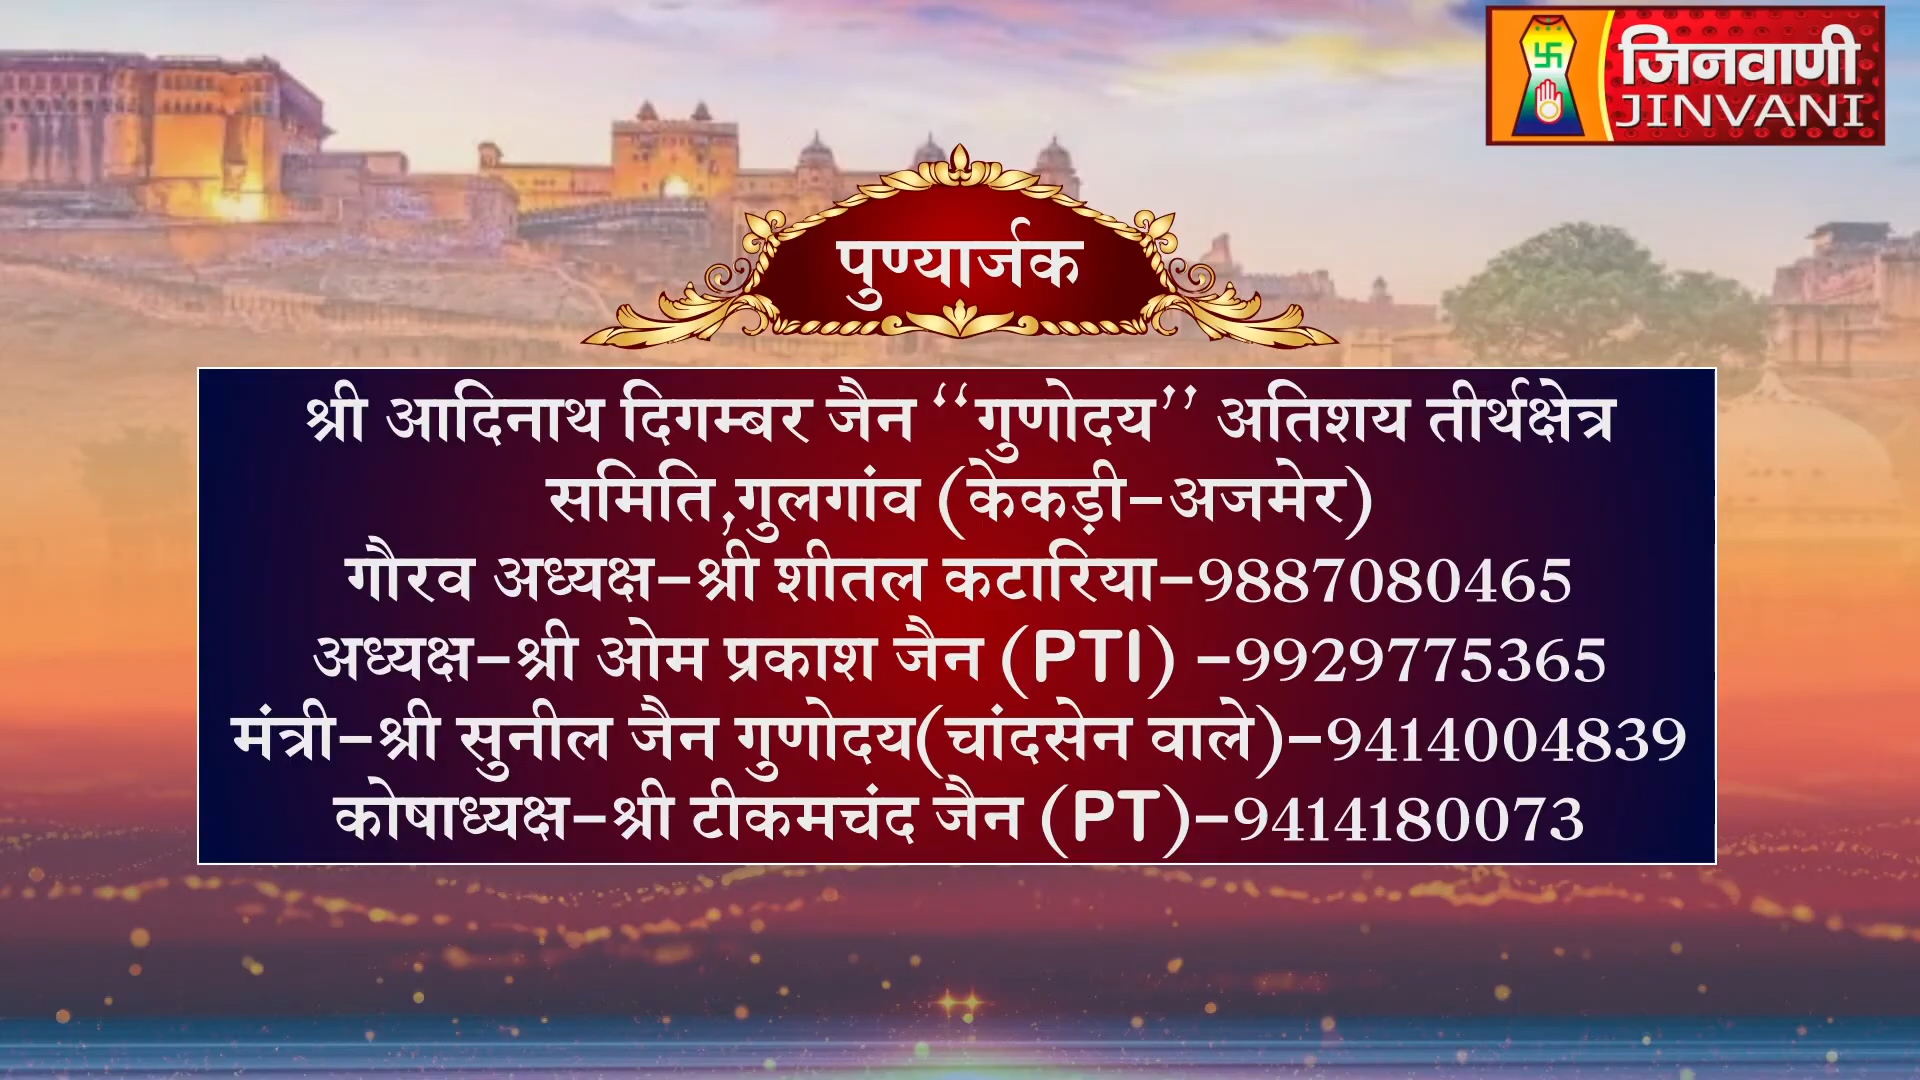 जिनवाणी
JINVANI
पुण्यार्जक
श्री आदिनाथ दिगम्बर जैन “गुणोदय” अतिशय तीर्थक्षेत्र
समिति,गुलगांव (केकड़ी-अजमेर)
गौरव अध्यक्ष-श्री शीतल कटारिया-9887080465
अध्यक्ष-श्री ओम प्रकाश जैन (PTI) -9929775365
मंत्री-श्री सुनील जैन गुणोदय(चांदसेन वाले)-9414004839
कोषाध्यक्ष-श्री टीकमचंद जैन (PT)-9414180073